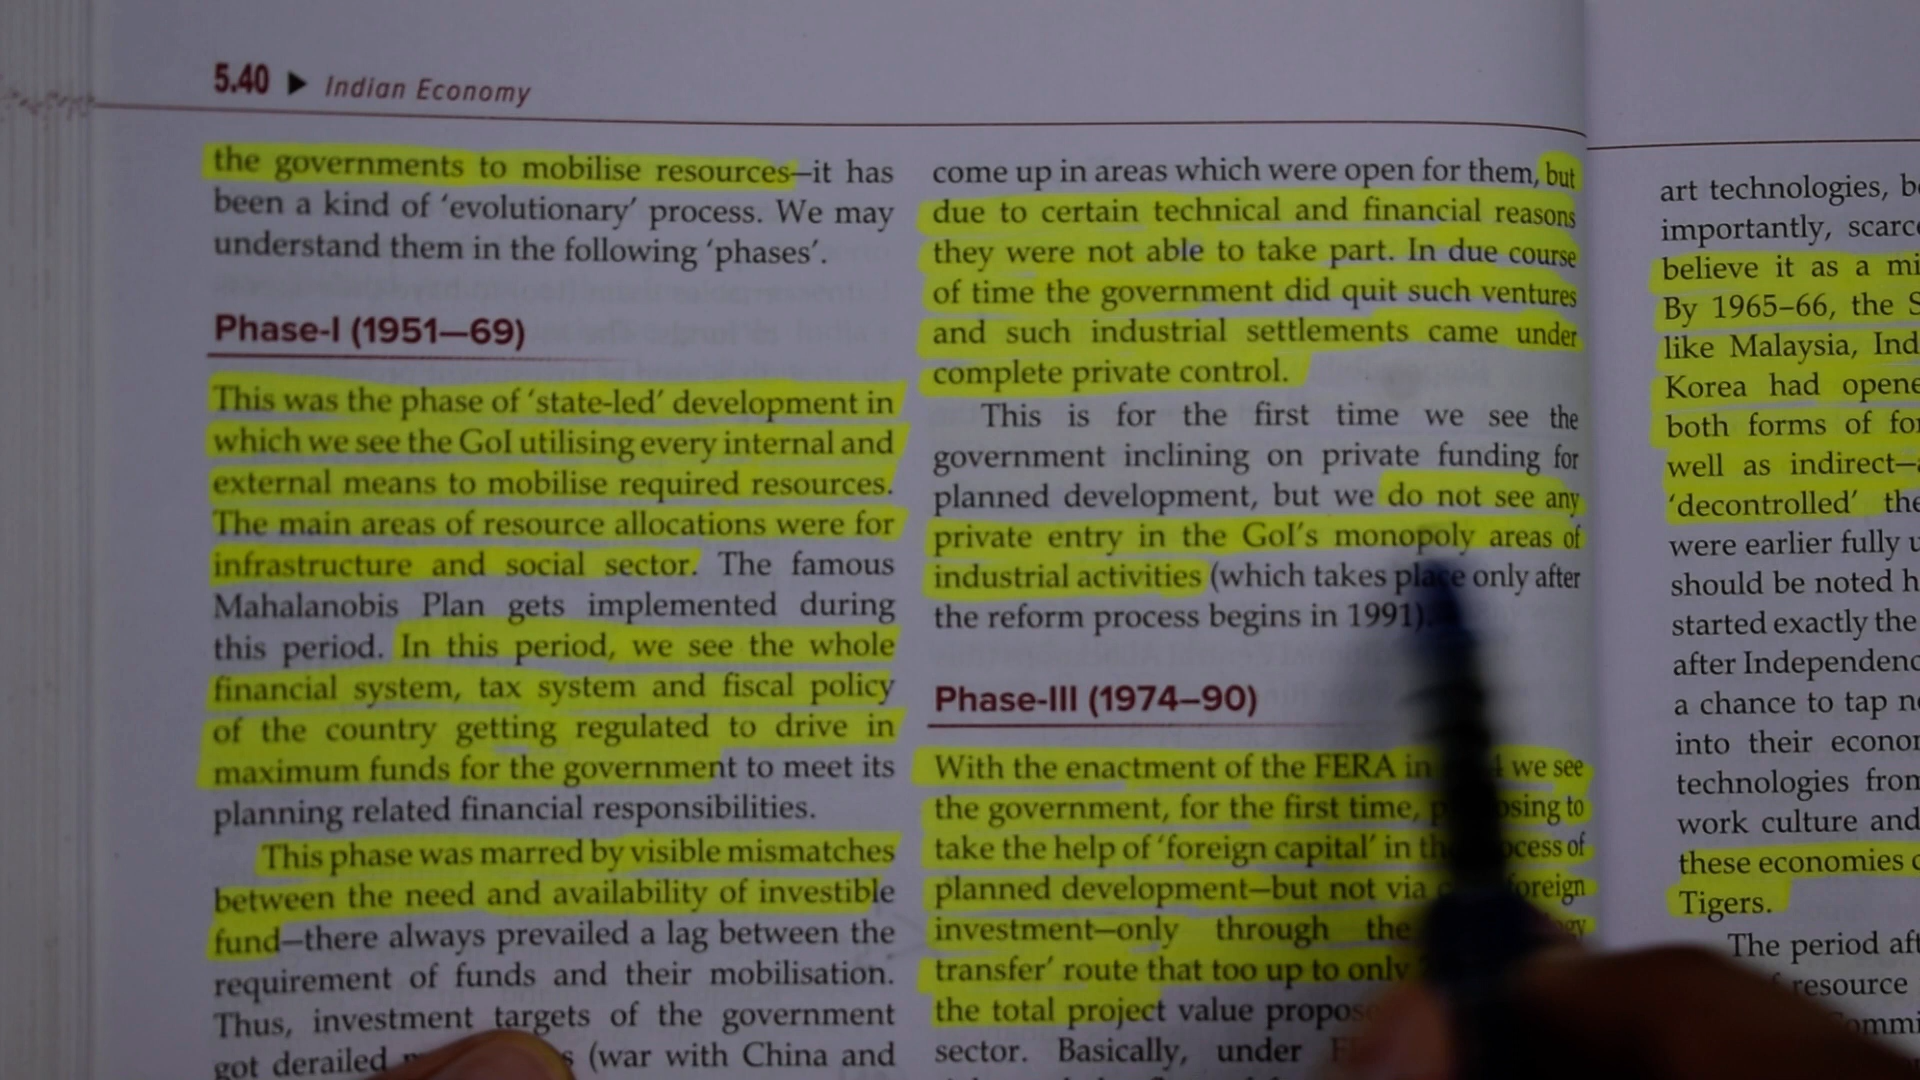 5.40 ▶ Indian Economy
the governments to mobilise resources—it has
been a kind of 'evolutionary' process. We may
understand them in the following 'phases'.
Phase-I (1951—69)
This was the phase of 'state-led' development in
which we see the GoI utilising every internal and
external means to mobilise required resources.
The main areas of resource allocations were for
infrastructure and social sector. The famous
Mahalanobis Plan gets implemented during
this period. In this period, we see the whole
financial system, tax system and fiscal policy
of the country getting regulated to drive in
maximum funds for the government to meet its
planning related financial responsibilities.
This phase was marred by visible mismatches
between the need and availability of investible
fund—there always prevailed a lag between the
requirement of funds and their mobilisation.
Thus, investment targets of the government
got derailed (war with China and
come up in areas which were open for them, but
due to certain technical and financial reasons
they were not able to take part. In due course
of time the government did quit such ventures
and such industrial settlements came under
complete private control.
This is for the first time we see the
government inclining on private funding for
planned development, but we do not see any
private entry in the GoI's monopoly areas of
industrial activities (which takes place only after
the reform process begins in 1991).
Phase-III (1974–90)
With the enactment of the FERA in we see
the government, for the first time,
take the help of 'foreign capital' in
planned development—but not via foreign
investment—only through the
transfer' route that too up to only
the total project value
sector. Basically, under
art technologies,
importantly,
believe it as a
By 1965–66, the
like Malaysia,
Korea had
both forms of
well as indirect—
'decontrolled' the
were earlier fully
should be noted
started exactly the
after
a chance to tap
into their
technologies from
work culture and
these economies
Tigers.
The period
resource